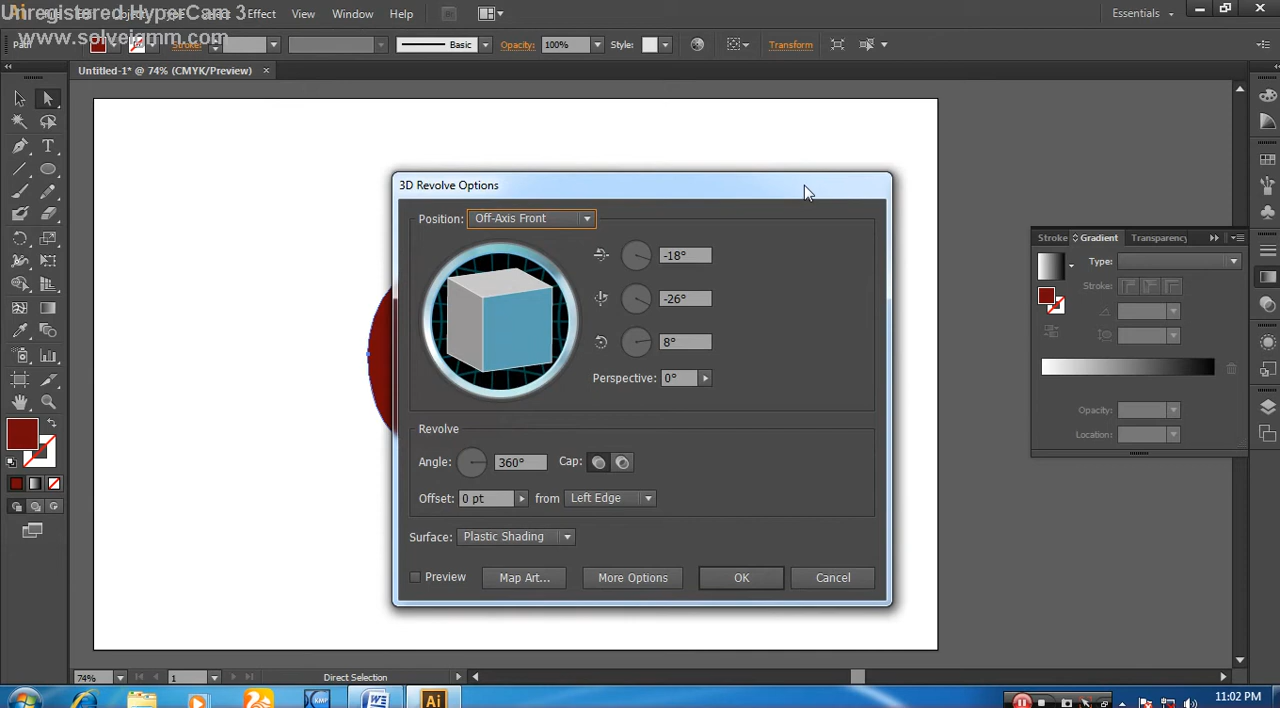 Unregistered HyperCam 3
Effect Window Help
Essentials
www.solveigmm.com
Path
Stroke:
Basic
Opacity: 100%
Style:
Transform
Untitled-1* @ 74% (CMYK/Preview)
3D Revolve Options
Position: Off-Axis Front
-18°
-26°
8°
Perspective: 0°
Revolve
Angle: 360° Cap:
Offset: 0 pt from Left Edge
Surface: Plastic Shading
Preview Map Art... More Options OK Cancel
Stroke Gradient Transparency
Type:
Stroke:
Opacity:
Location:
74% 1 Direct Selection
W Ai
11:02 PM